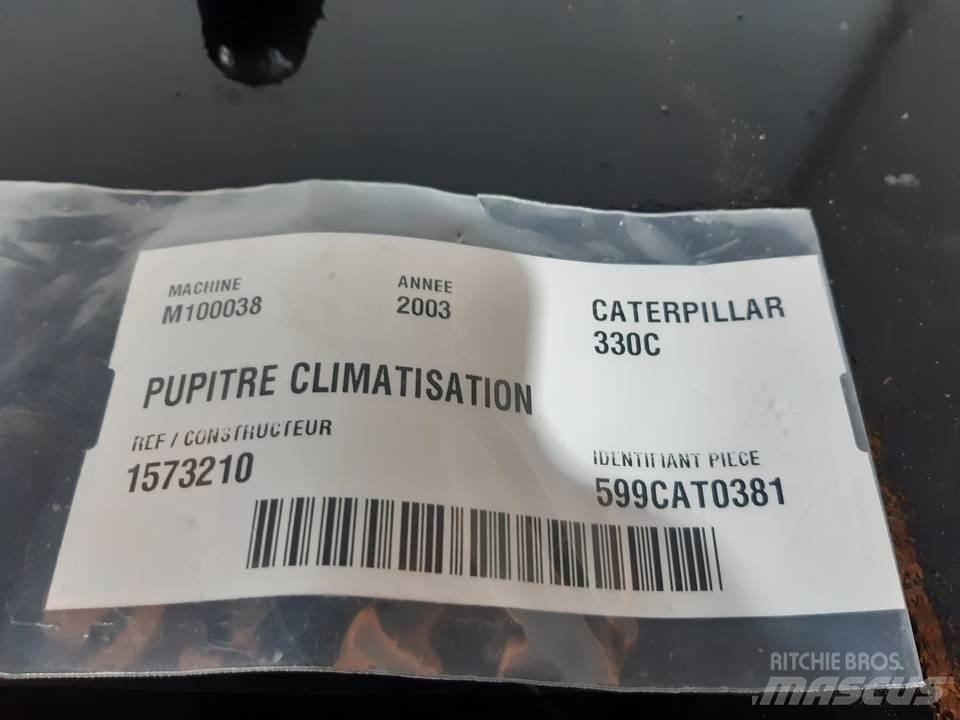 MACHINE
M100038
ANNEE
2003
CATERPILLAR
330C
PUPITRE CLIMATISATION
REF / CONSTRUCTEUR
1573210
IDENTIFIANT PIECE
599CAT0381
RITCHIE BROS.
MASCUS